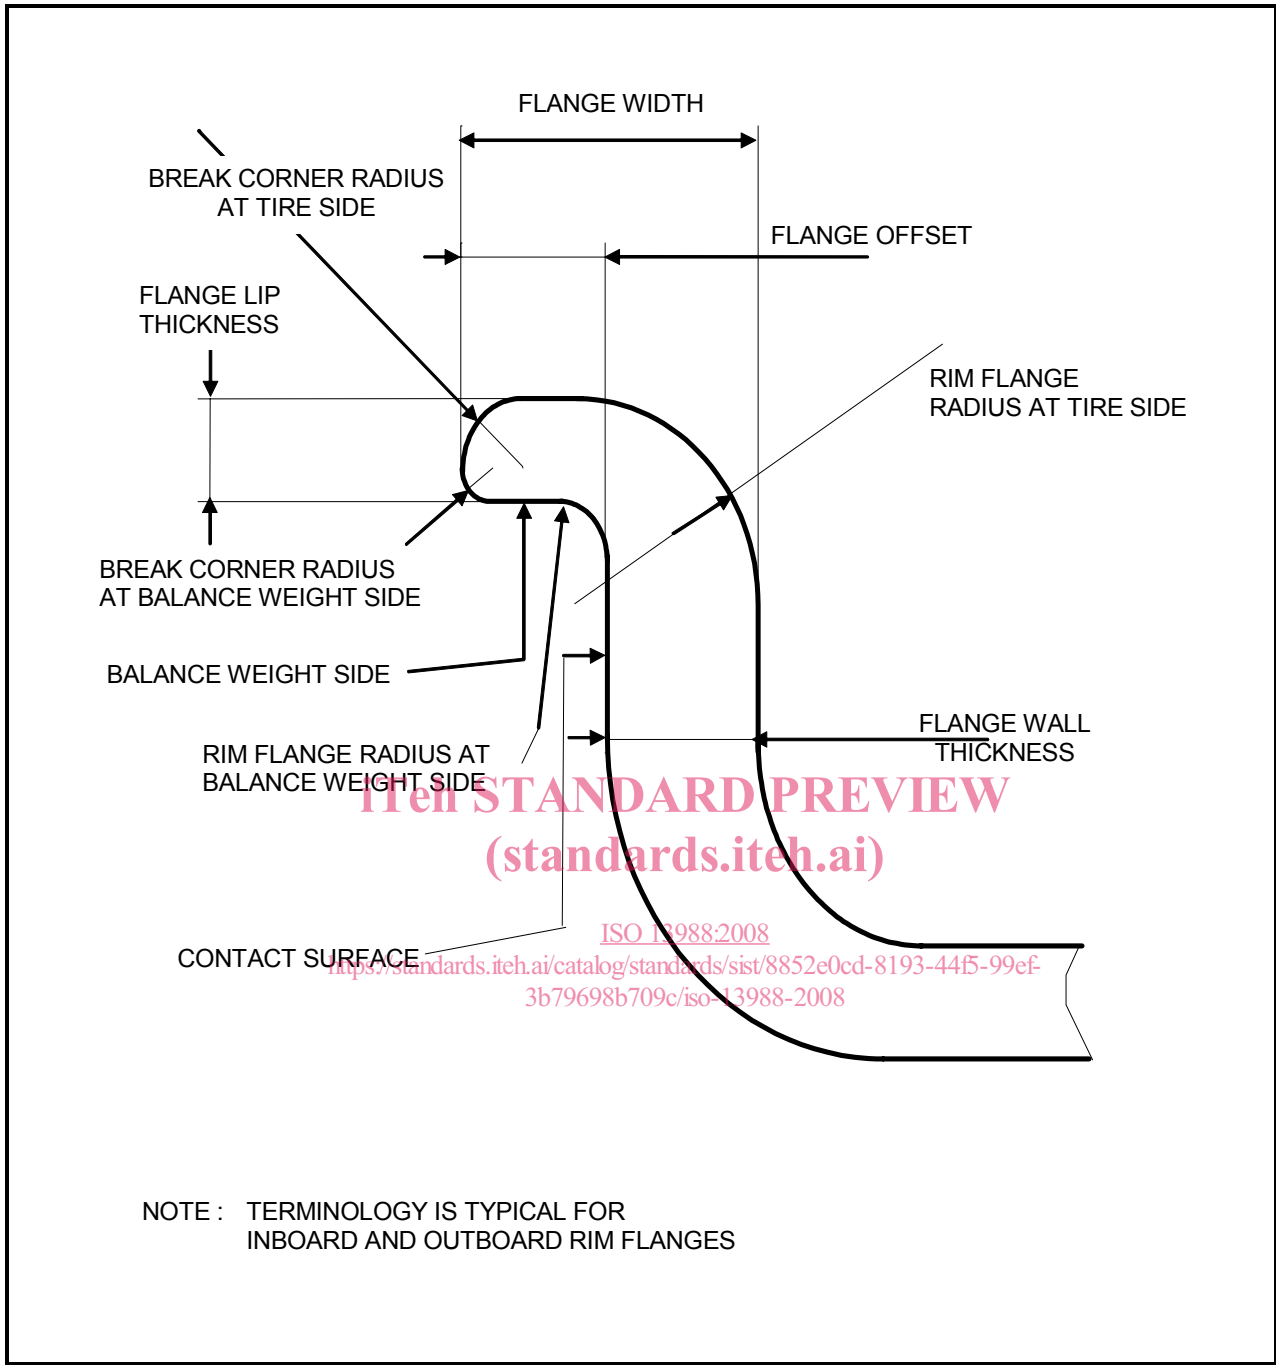 FLANGE WIDTH
BREAK CORNER RADIUS
AT TIRE SIDE
FLANGE OFFSET
FLANGE LIP
THICKNESS
RIM FLANGE
RADIUS AT TIRE SIDE
BREAK CORNER RADIUS
AT BALANCE WEIGHT SIDE
BALANCE WEIGHT SIDE
FLANGE WALL
THICKNESS
RIM FLANGE RADIUS AT
BALANCE WEIGHT SIDE
iTeh STANDARD PREVIEW
(standards.iteh.ai)
ISO 13988:2008
CONTACT SURFACE
https://standards.iteh.ai/catalog/standards/sist/8852e0cd-8193-44f5-99ef-
3b79698b709c/iso-13988-2008
NOTE : TERMINOLOGY IS TYPICAL FOR
INBOARD AND OUTBOARD RIM FLANGES